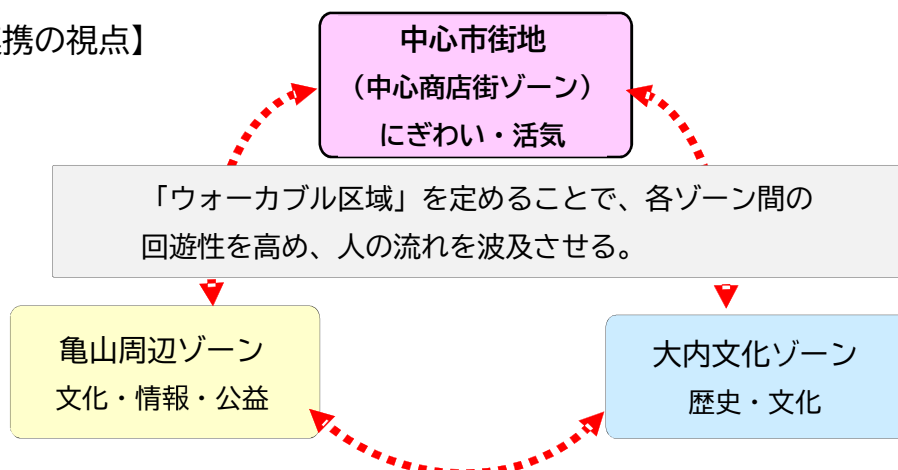 携の視点】
中心市街地
（中心商店街ゾーン）
にぎわい・活気
「ウォーカブル区域」を定めることで、各ゾーン間の
回遊性を高め、人の流れを波及させる。
亀山周辺ゾーン
文化・情報・公益
大内文化ゾーン
歴史・文化